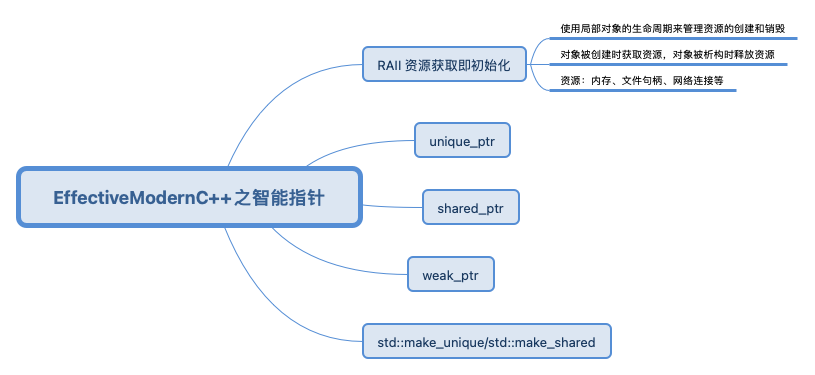 EffectiveModernC++之智能指针
RAII 资源获取即初始化
使用局部对象的生命周期来管理资源的创建和销毁
对象被创建时获取资源，对象被析构时释放资源
资源：内存、文件句柄、网络连接等
unique_ptr
shared_ptr
weak_ptr
std::make_unique/std::make_shared